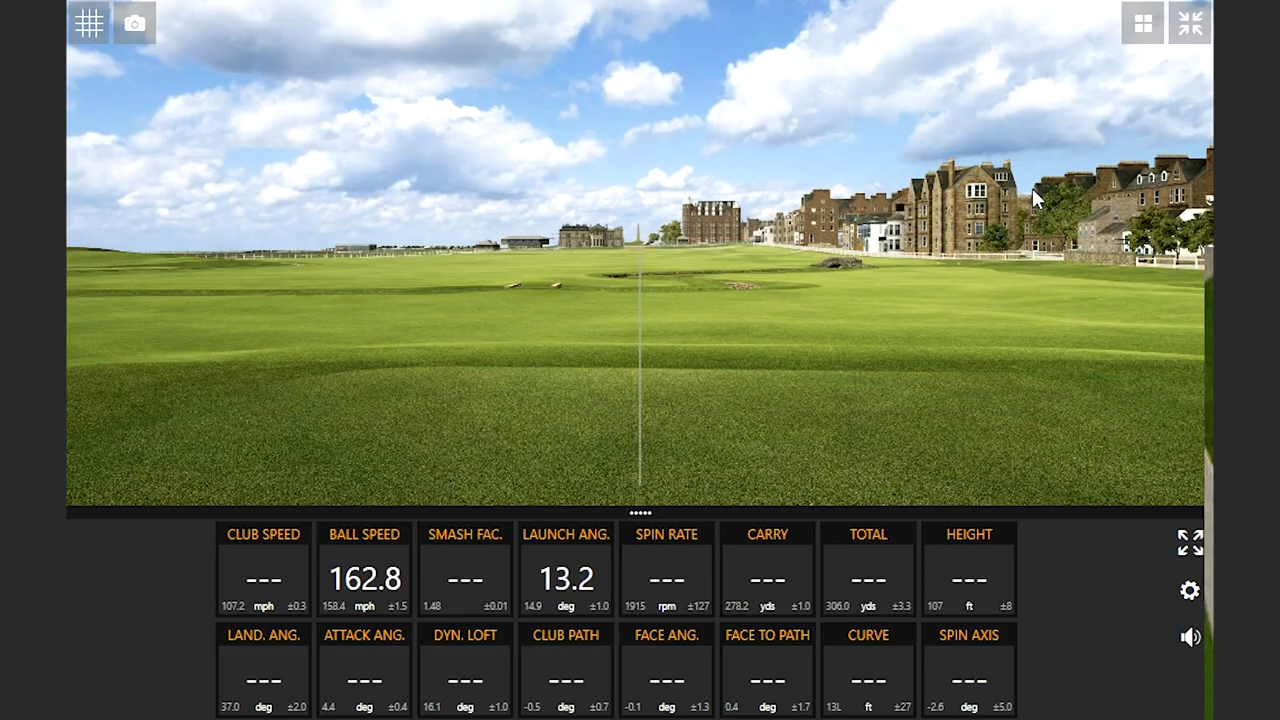 CLUB SPEED BALL SPEED SMASH FAC. LAUNCH ANG. SPIN RATE CARRY TOTAL HEIGHT
--- 162.8 --- 13.2 --- --- --- ---
107.2 mph ±0.3 158.4 mph ±1.5 1.48 ±0.01 14.9 deg ±1.0 1915 rpm ±127 278.2 yds ±1.0 306.0 yds ±3.3 107 ft ±8
LAND. ANG. ATTACK ANG. DYN. LOFT CLUB PATH FACE ANG. FACE TO PATH CURVE SPIN AXIS
--- --- --- --- --- --- --- ---
37.0 deg ±2.0 4.4 deg ±0.4 16.1 deg ±1.0 -0.5 deg ±0.7 -0.1 deg ±1.3 0.4 deg ±1.7 13L ft ±27 -2.6 deg ±5.0